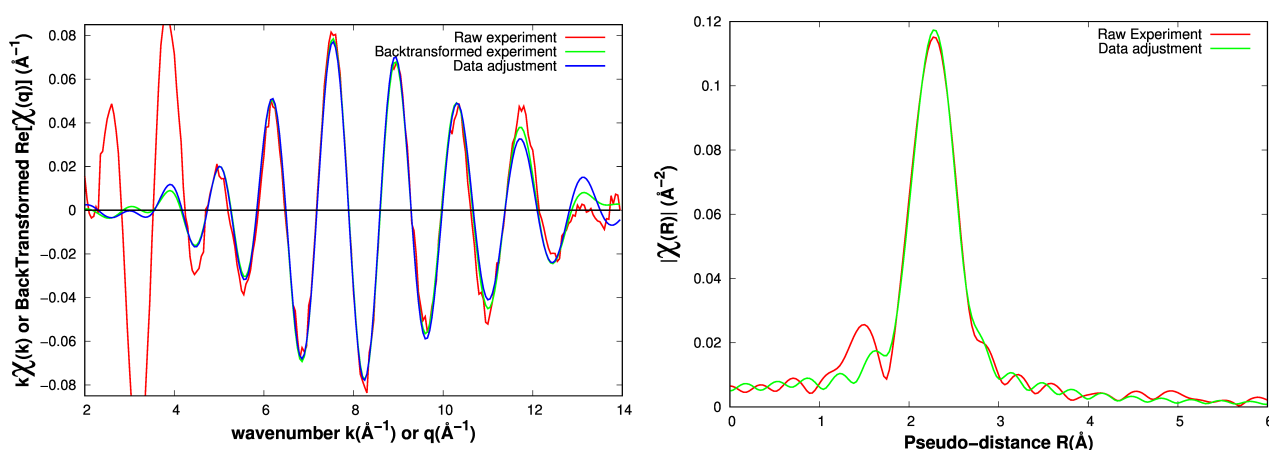 kχ(k) or BackTransformed Re[χ(q)] (Å⁻¹)
0.08
0.06
0.04
0.02
0
−0.02
−0.04
−0.06
−0.08
Raw experiment
Backtransformed experiment
Data adjustment
2 4 6 8 10 12 14
wavenumber k(Å⁻¹) or q(Å⁻¹)
|χ(R)| (Å⁻²)
0.12
0.1
0.08
0.06
0.04
0.02
0
Raw Experiment
Data adjustment
0 1 2 3 4 5 6
Pseudo−distance R(Å)